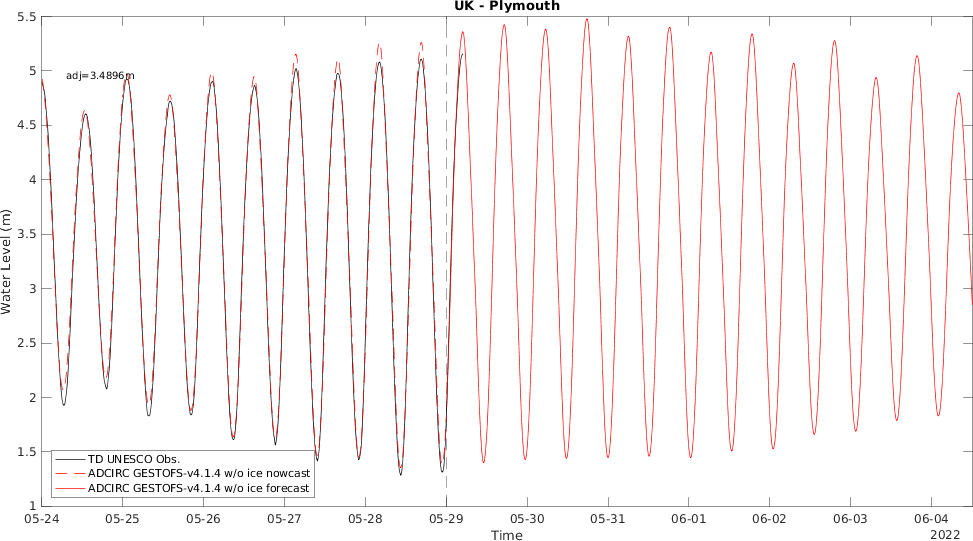 UK - Plymouth
5.5
5
4.5
4
3.5
3
2.5
2
1.5
1
Water Level (m)
adj=3.4896m
TD UNESCO Obs.
ADCIRC GESTOFS-v4.1.4 w/o ice nowcast
ADCIRC GESTOFS-v4.1.4 w/o ice forecast
05-24 05-25 05-26 05-27 05-28 05-29 05-30 05-31 06-01 06-02 06-03 06-04
Time
2022